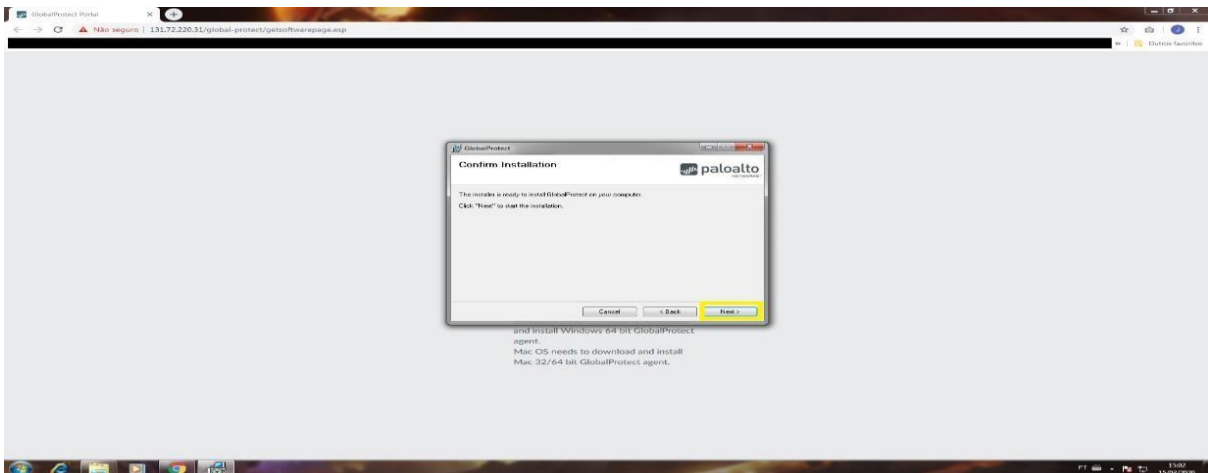 GlobalProtect Portal
Não seguro | 131.72.220.31/global-protect/getsoftwarepage.esp
Outros favoritos
GlobalProtect
Confirm Installation
paloalto
NETWORKS
The installer is ready to install GlobalProtect on your computer.
Click "Next" to start the installation.
Cancel
< Back
Next >
and install Windows 64 bit GlobalProtect
agent.
Mac OS needs to download and install
Mac 32/64 bit GlobalProtect agent.
PT
15:02